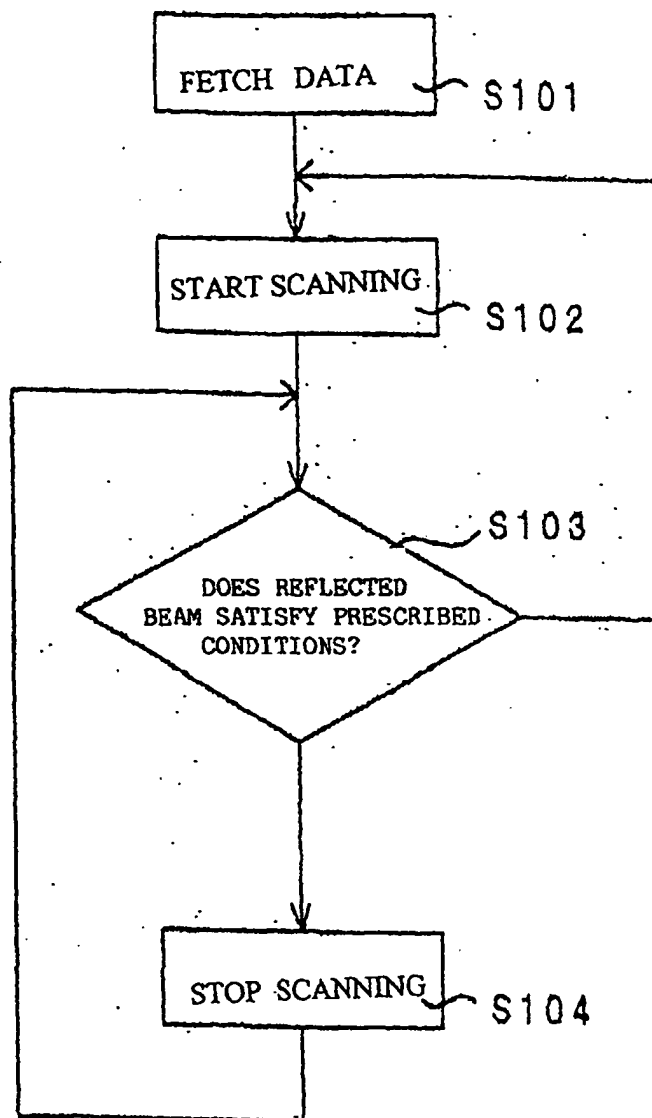 FETCH DATA
S101
START SCANNING
S102
S103
DOES REFLECTED
BEAM SATISFY PRESCRIBED
CONDITIONS?
STOP SCANNING
S104